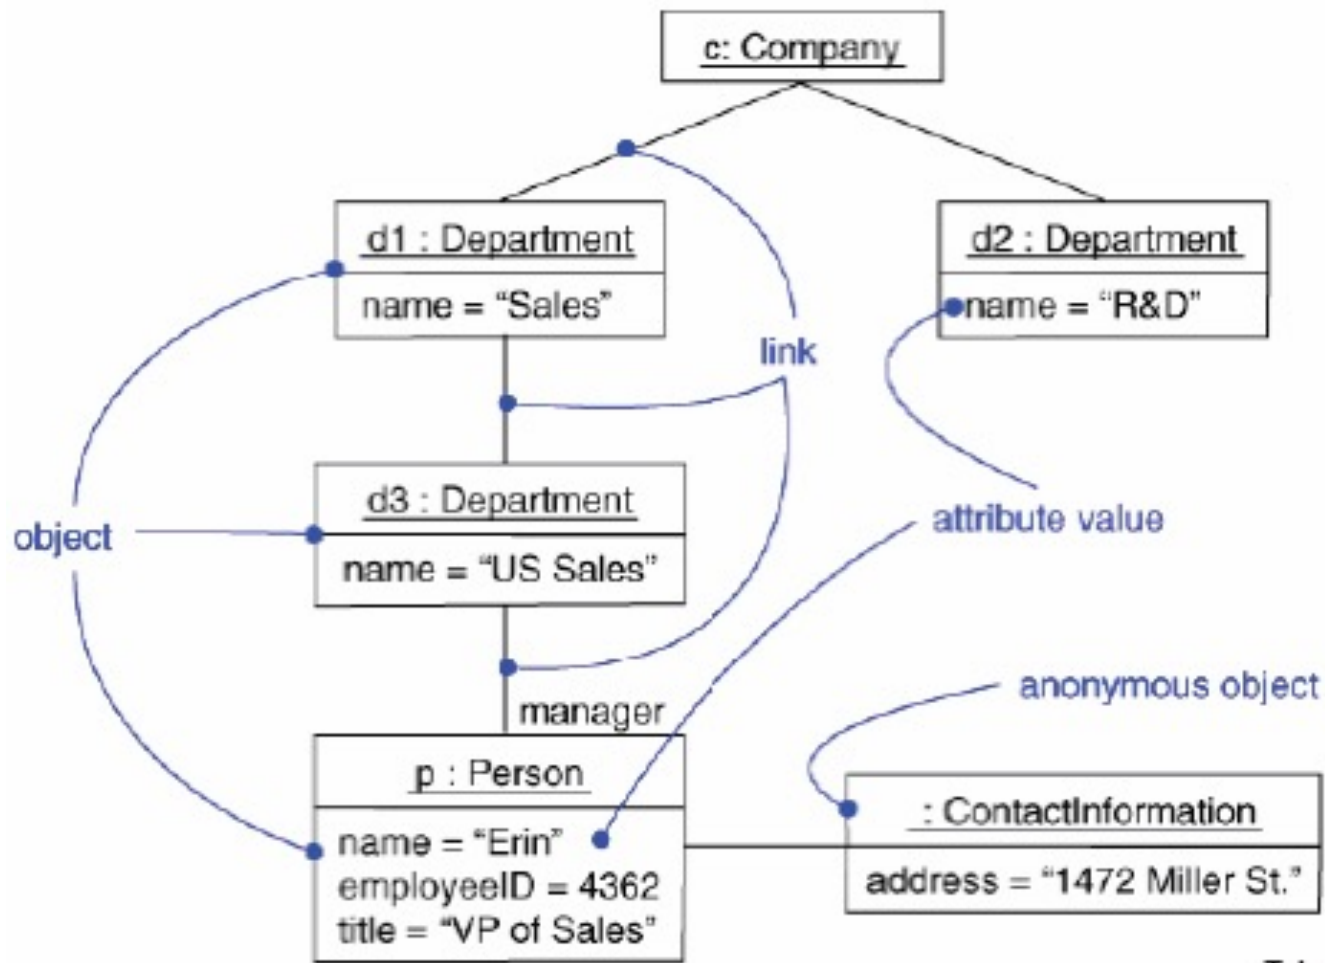 c: Company
d1 : Department
name = “Sales”
d2 : Department
name = “R&D”
link
d3 : Department
name = “US Sales”
object
attribute value
manager
anonymous object
p : Person
name = “Erin”
employeeID = 4362
title = “VP of Sales”
: ContactInformation
address = “1472 Miller St.”